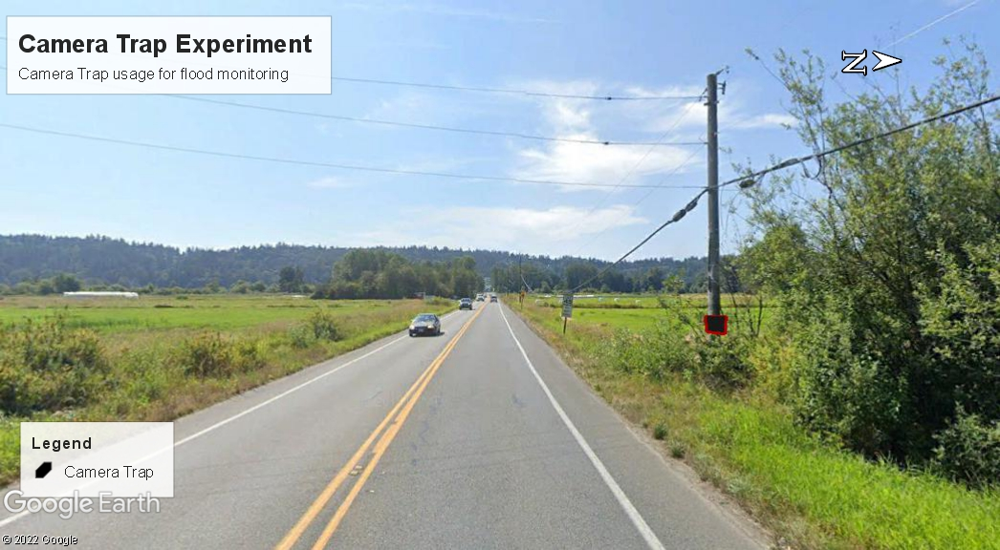 Camera Trap Experiment
Camera Trap usage for flood monitoring
N
Legend
Camera Trap
Google Earth
© 2022 Google